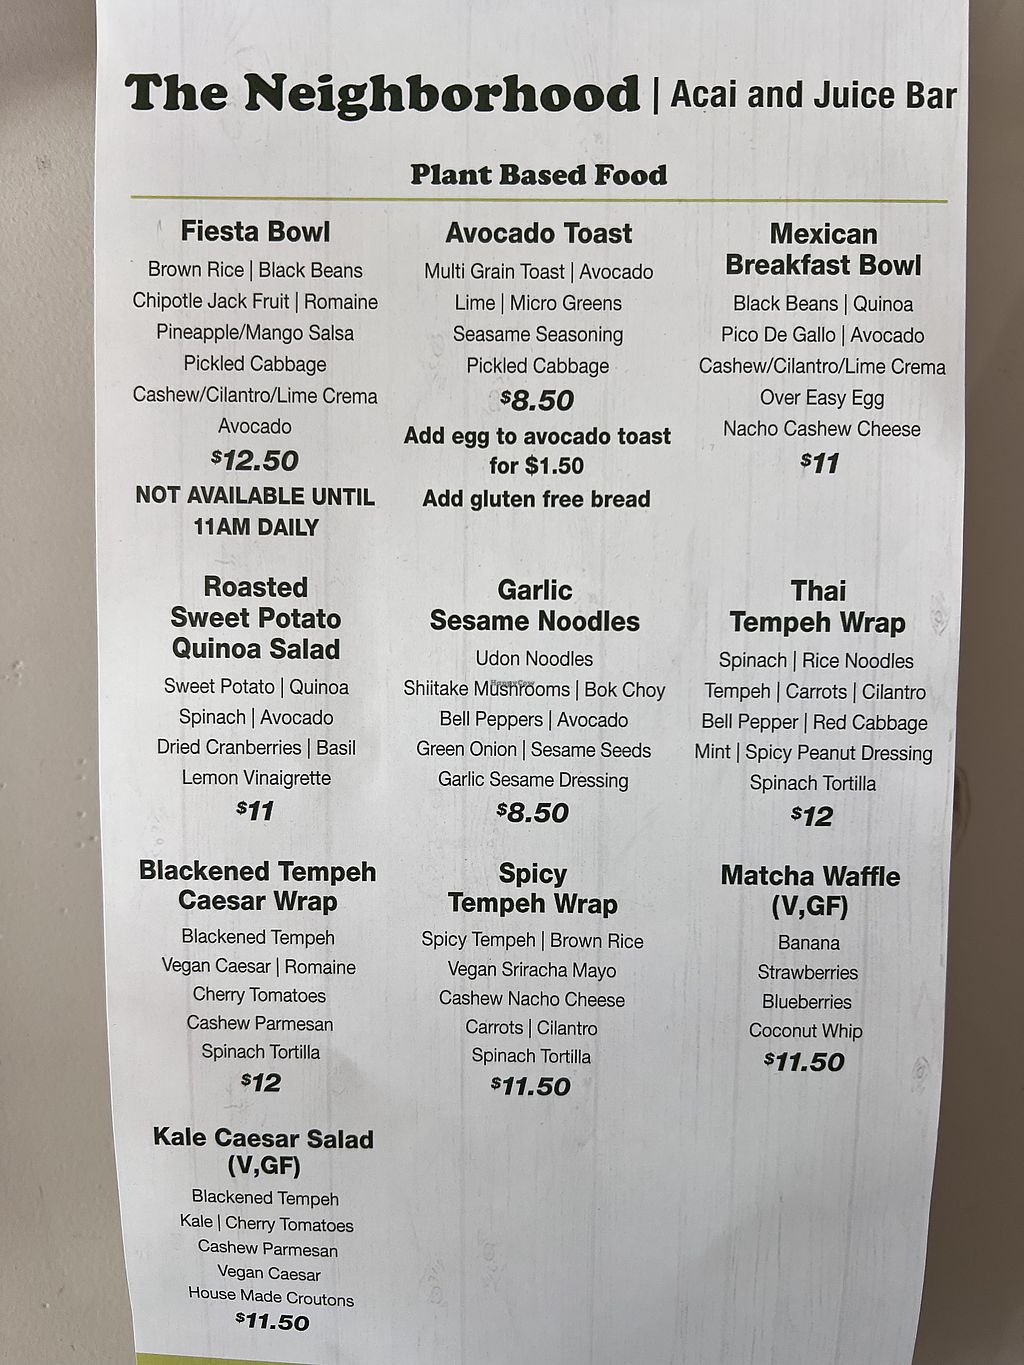 The Neighborhood | Acai and Juice Bar
Plant Based Food
Fiesta Bowl
Brown Rice | Black Beans
Chipotle Jack Fruit | Romaine
Pineapple/Mango Salsa
Pickled Cabbage
Cashew/Cilantro/Lime Crema
Avocado
$12.50
NOT AVAILABLE UNTIL
11AM DAILY
Avocado Toast
Multi Grain Toast | Avocado
Lime | Micro Greens
Seasame Seasoning
Pickled Cabbage
$8.50
Add egg to avocado toast
for $1.50
Add gluten free bread
Mexican
Breakfast Bowl
Black Beans | Quinoa
Pico De Gallo | Avocado
Cashew/Cilantro/Lime Crema
Over Easy Egg
Nacho Cashew Cheese
$11
Roasted
Sweet Potato
Quinoa Salad
Sweet Potato | Quinoa
Spinach | Avocado
Dried Cranberries | Basil
Lemon Vinaigrette
$11
Garlic
Sesame Noodles
Udon Noodles
HappyCow
Shiitake Mushrooms | Bok Choy
Bell Peppers | Avocado
Green Onion | Sesame Seeds
Garlic Sesame Dressing
$8.50
Thai
Tempeh Wrap
Spinach | Rice Noodles
Tempeh | Carrots | Cilantro
Bell Pepper | Red Cabbage
Mint | Spicy Peanut Dressing
Spinach Tortilla
$12
Blackened Tempeh
Caesar Wrap
Blackened Tempeh
Vegan Caesar | Romaine
Cherry Tomatoes
Cashew Parmesan
Spinach Tortilla
$12
Spicy
Tempeh Wrap
Spicy Tempeh | Brown Rice
Vegan Sriracha Mayo
Cashew Nacho Cheese
Carrots | Cilantro
Spinach Tortilla
$11.50
Matcha Waffle
(V,GF)
Banana
Strawberries
Blueberries
Coconut Whip
$11.50
Kale Caesar Salad
(V,GF)
Blackened Tempeh
Kale | Cherry Tomatoes
Cashew Parmesan
Vegan Caesar
House Made Croutons
$11.50